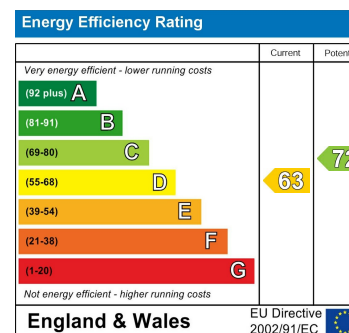 Energy Efficiency Rating
Current
Very energy efficient - lower running costs
(92 plus) A
(81-91) B
(69-80) C
72
(55-68) D
63
(39-54) E
(21-38) F
(1-20) G
Not energy efficient - higher running costs
England & Wales
EU Directive
2002/91/EC